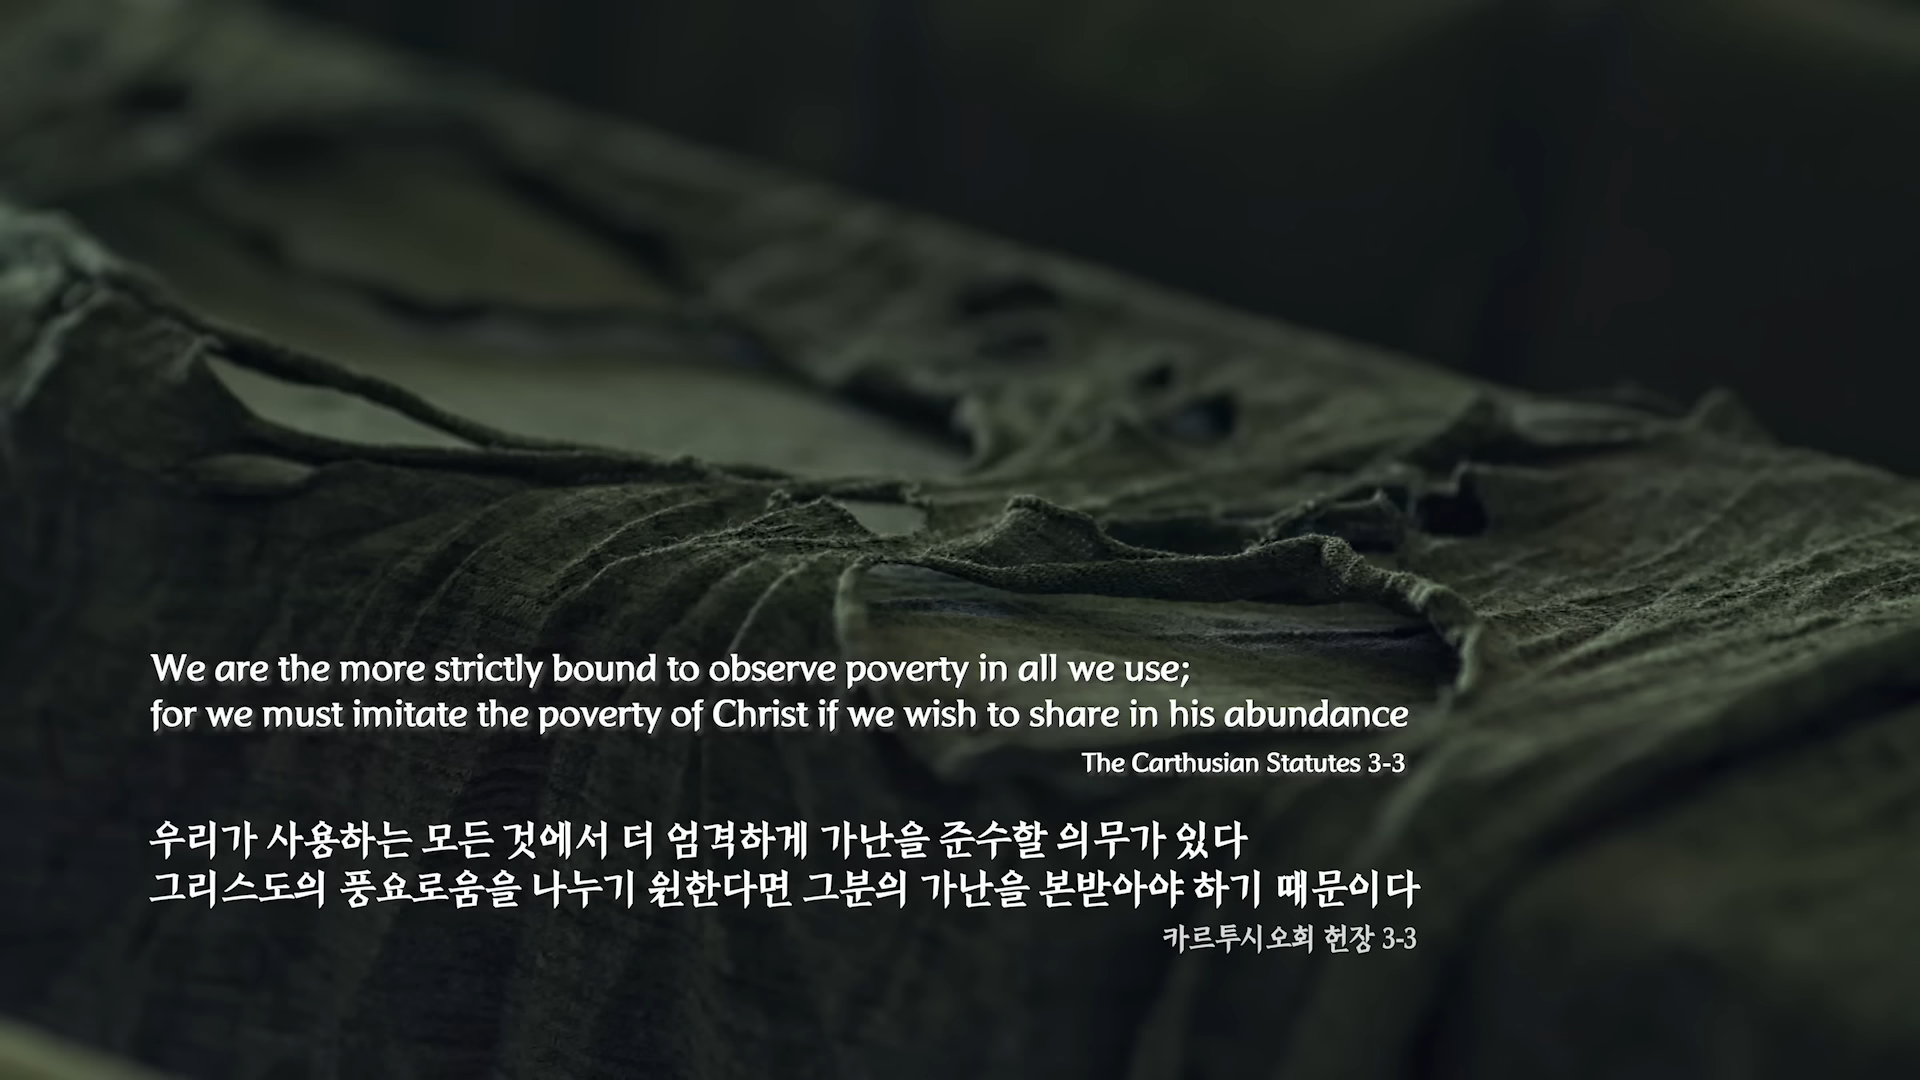 We are the more strictly bound to observe poverty in all we use;
for we must imitate the poverty of Christ if we wish to share in his abundance
The Carthusian Statutes 3-3
우리가 사용하는 모든 것에서 더 엄격하게 가난을 준수할 의무가 있다
그리스도의 풍요로움을 나누기 원한다면 그분의 가난을 본받아야 하기 때문이다
카르투시오회 헌장 3-3